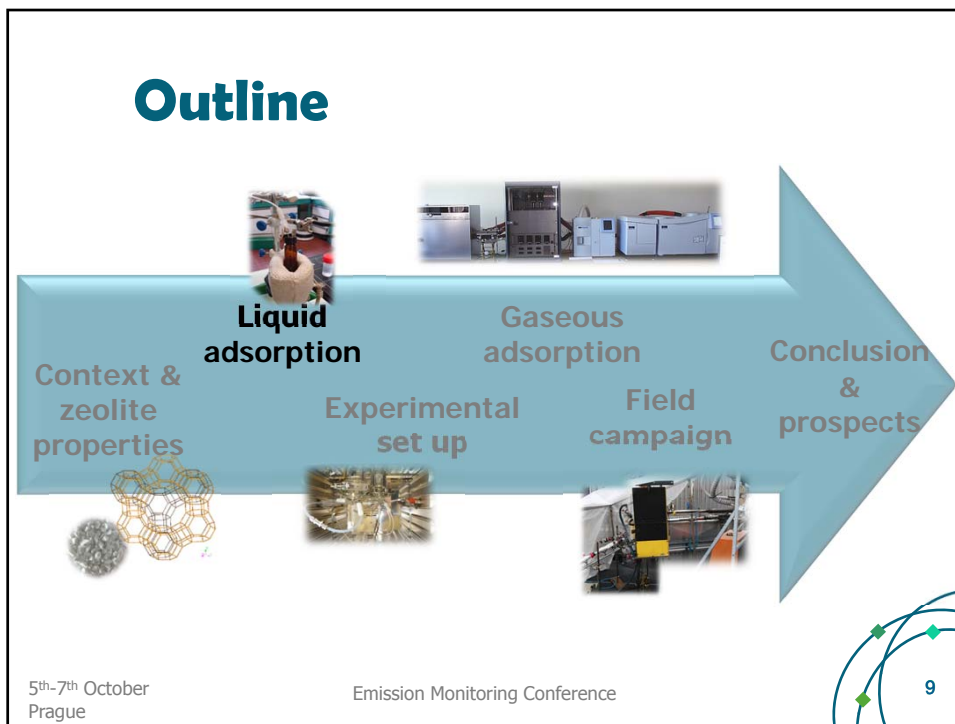 Outline
Liquid
adsorption
Gaseous
adsorption
Context &
zeolite
properties
Experimental
set up
Field
campaign
Conclusion
&
prospects
5th-7th October
Prague
Emission Monitoring Conference
9